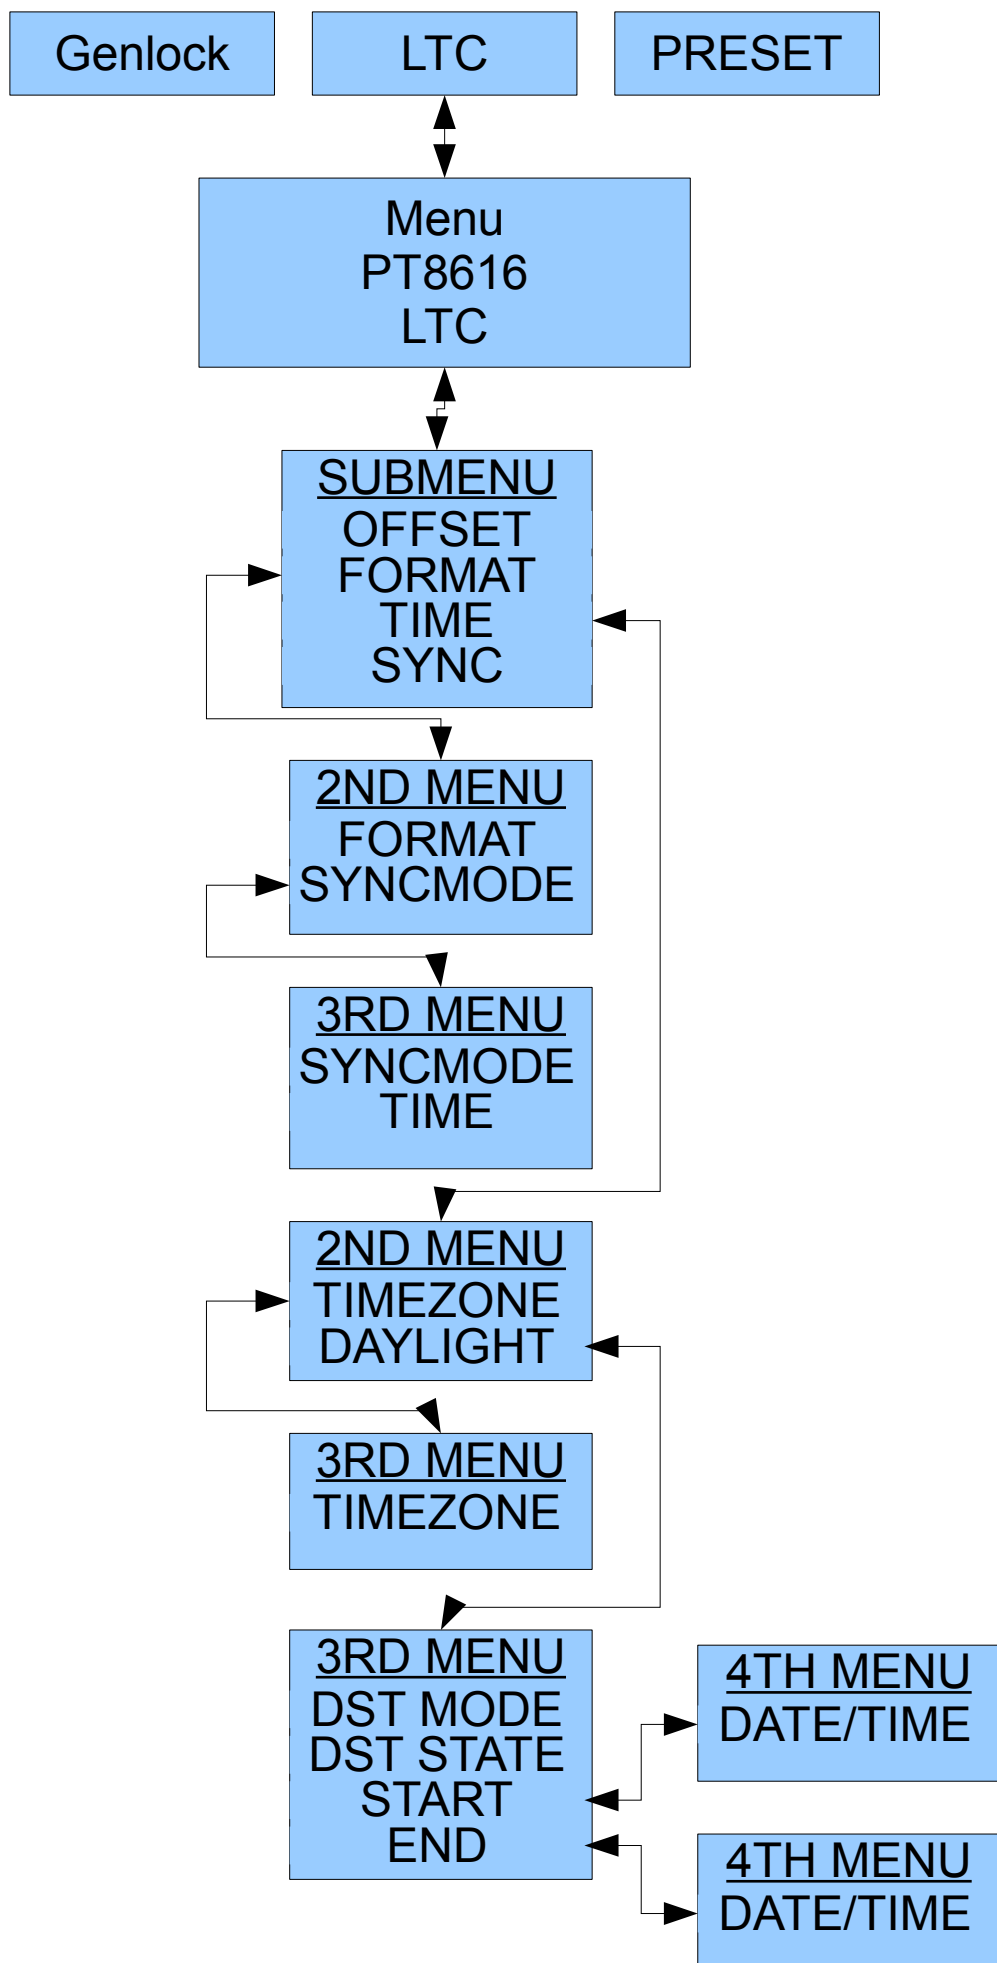 Genlock
LTC
PRESET
Menu
PT8616
LTC
SUBMENU
OFFSET
FORMAT
TIME
SYNC
2ND MENU
FORMAT
SYNCMODE
3RD MENU
SYNCMODE
TIME
2ND MENU
TIMEZONE
DAYLIGHT
3RD MENU
TIMEZONE
3RD MENU
DST MODE
DST STATE
START
END
4TH MENU
DATE/TIME
4TH MENU
DATE/TIME